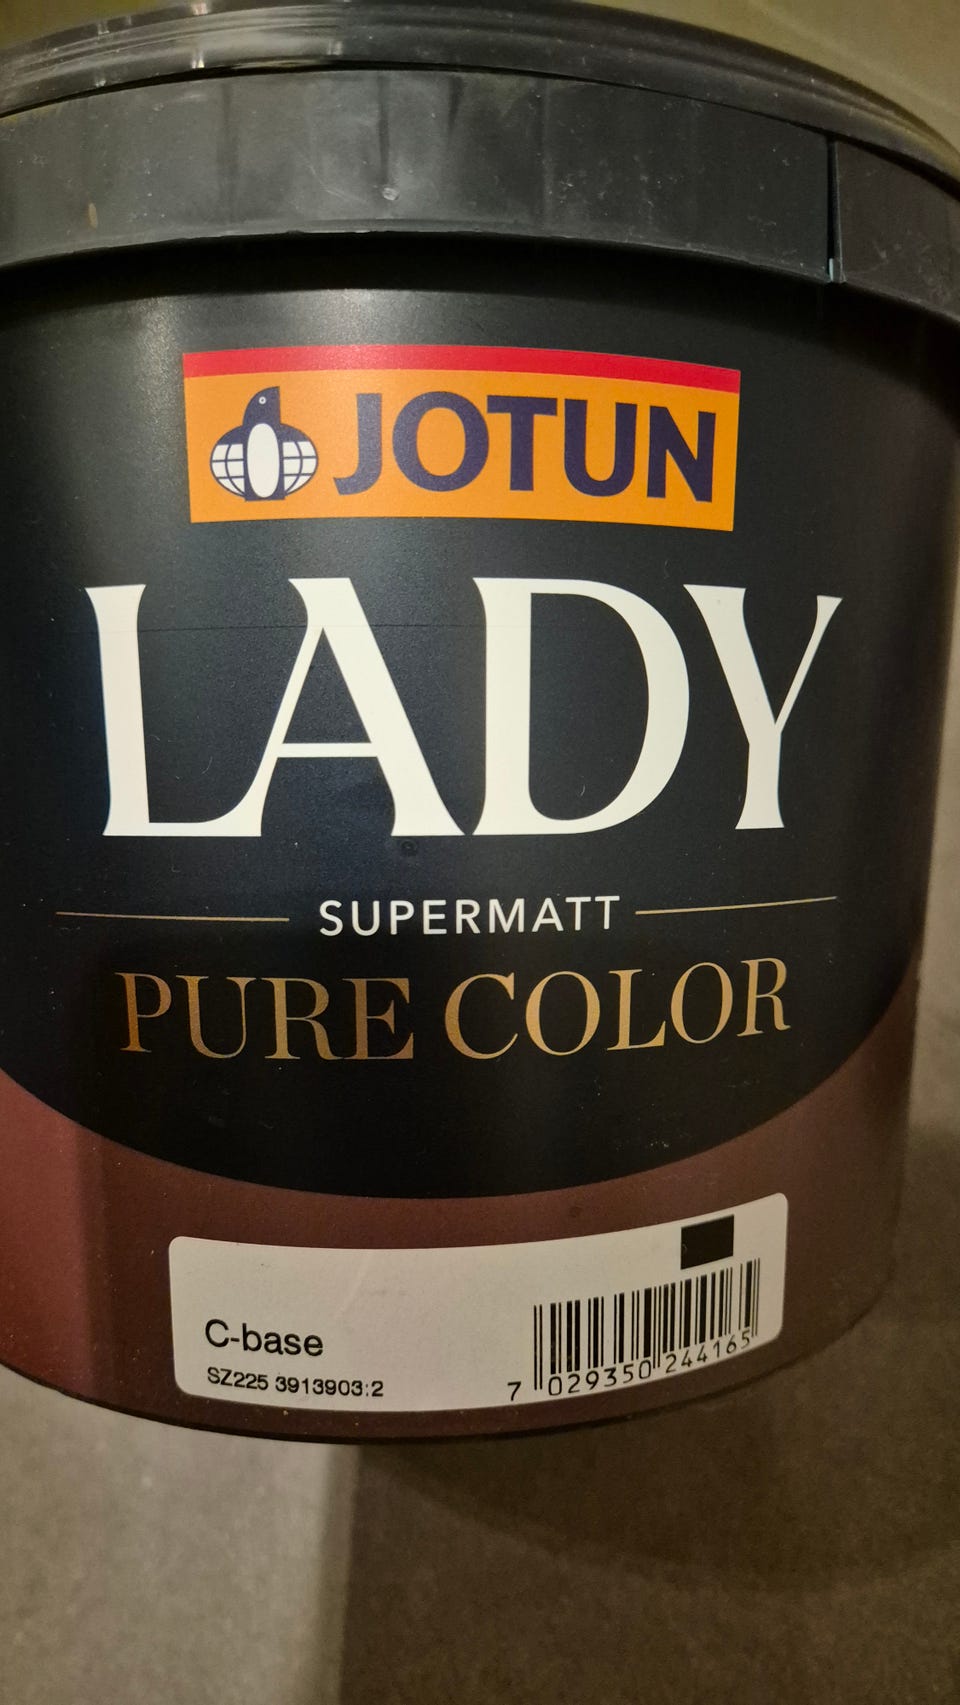 JOTUN
LADY
SUPERMATT
PURE COLOR
C-base
SZ225 3913903:2
7 029350 244165